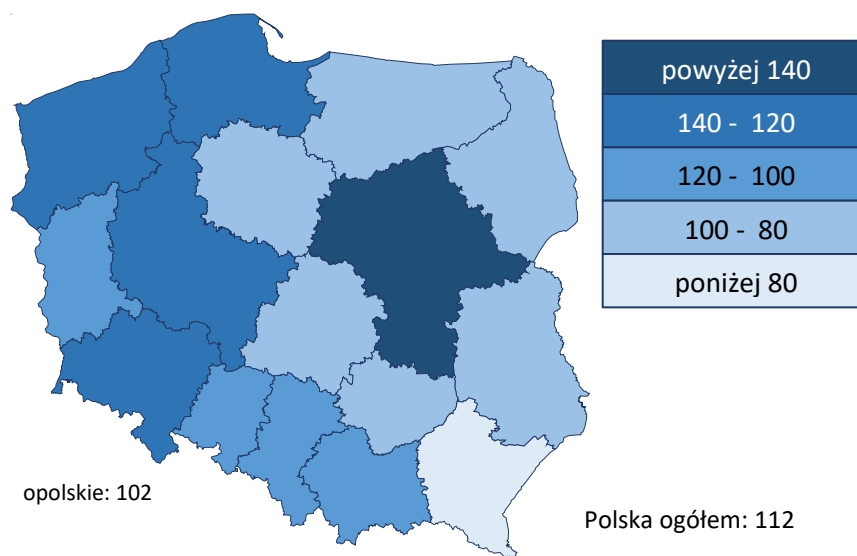 powyżej 140
140 - 120
120 - 100
100 - 80
poniżej 80
opolskie: 102
Polska ogółem: 112